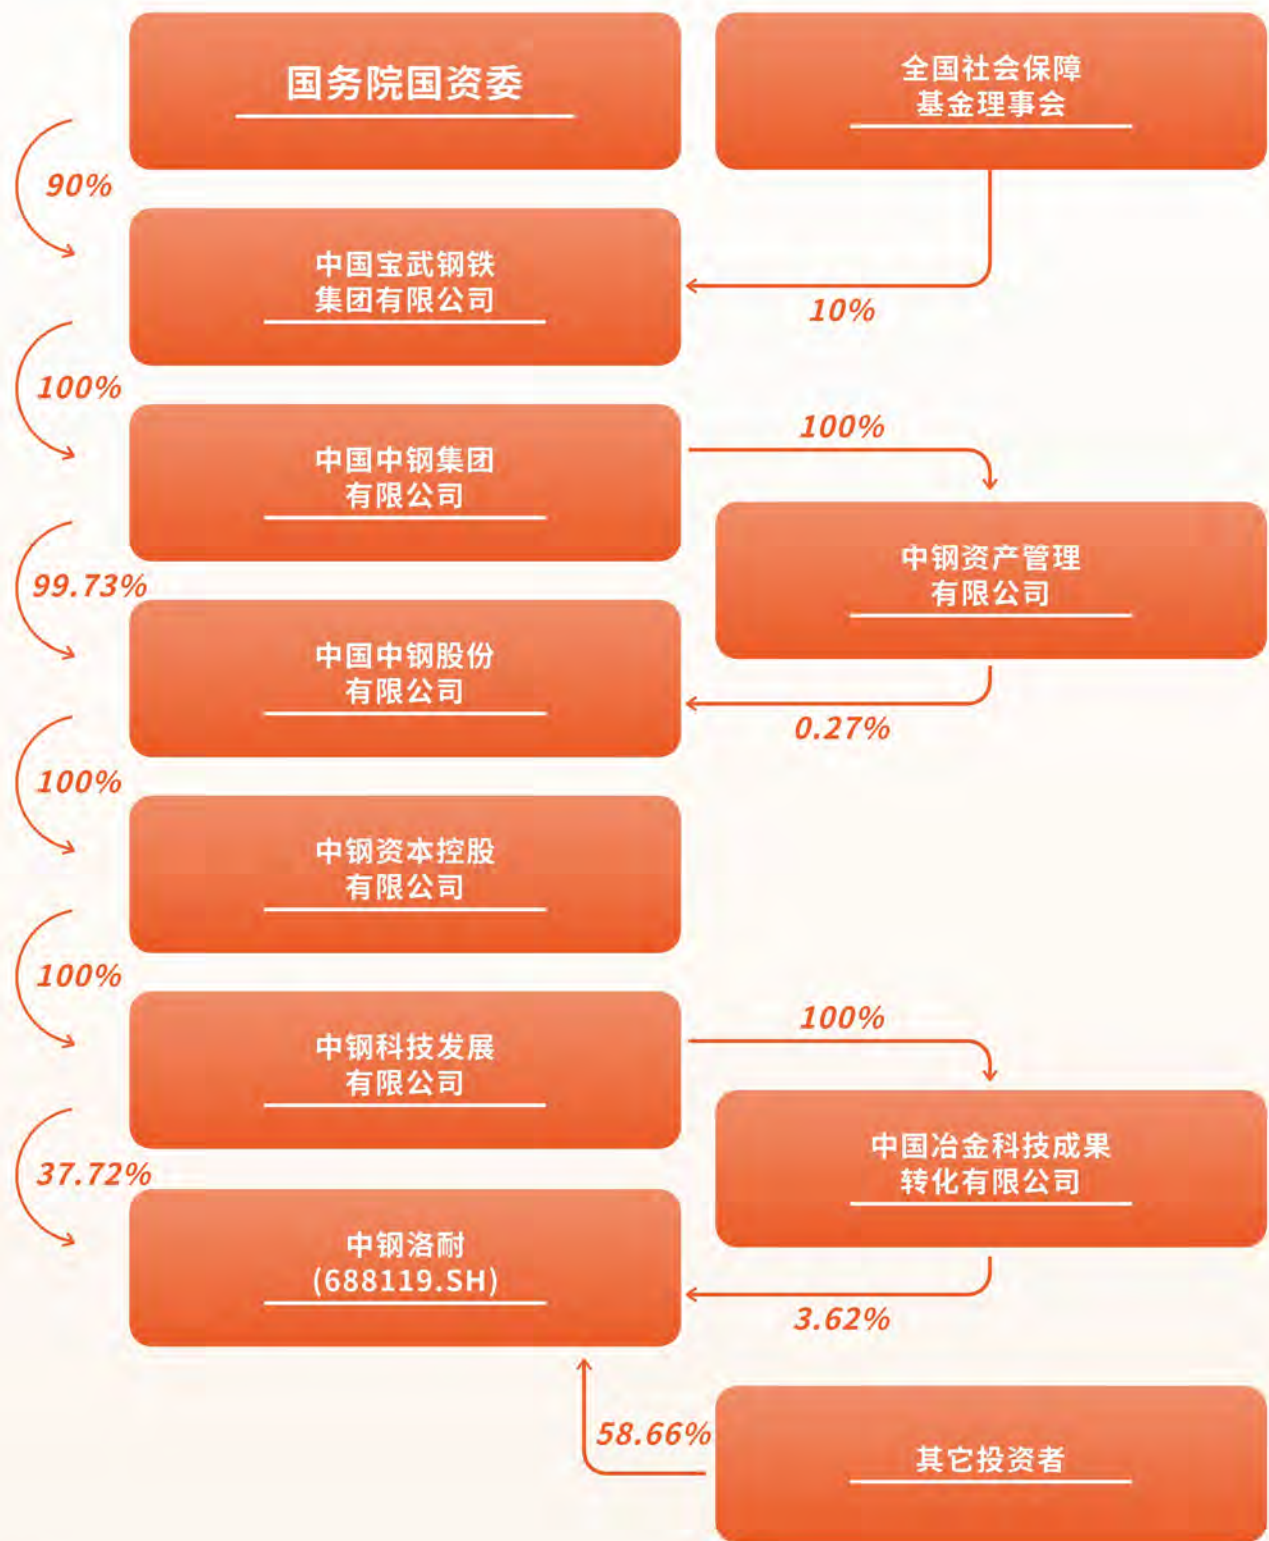 国务院国资委
全国社会保障
基金理事会
90%
中国宝武钢铁
集团有限公司
10%
100%
中国中钢集团
有限公司
100%
中钢资产管理
有限公司
99.73%
中国中钢股份
有限公司
0.27%
100%
中钢资本控股
有限公司
100%
中钢科技发展
有限公司
100%
中国冶金科技成果
转化有限公司
37.72%
中钢洛耐
(688119.SH)
3.62%
58.66%
其它投资者